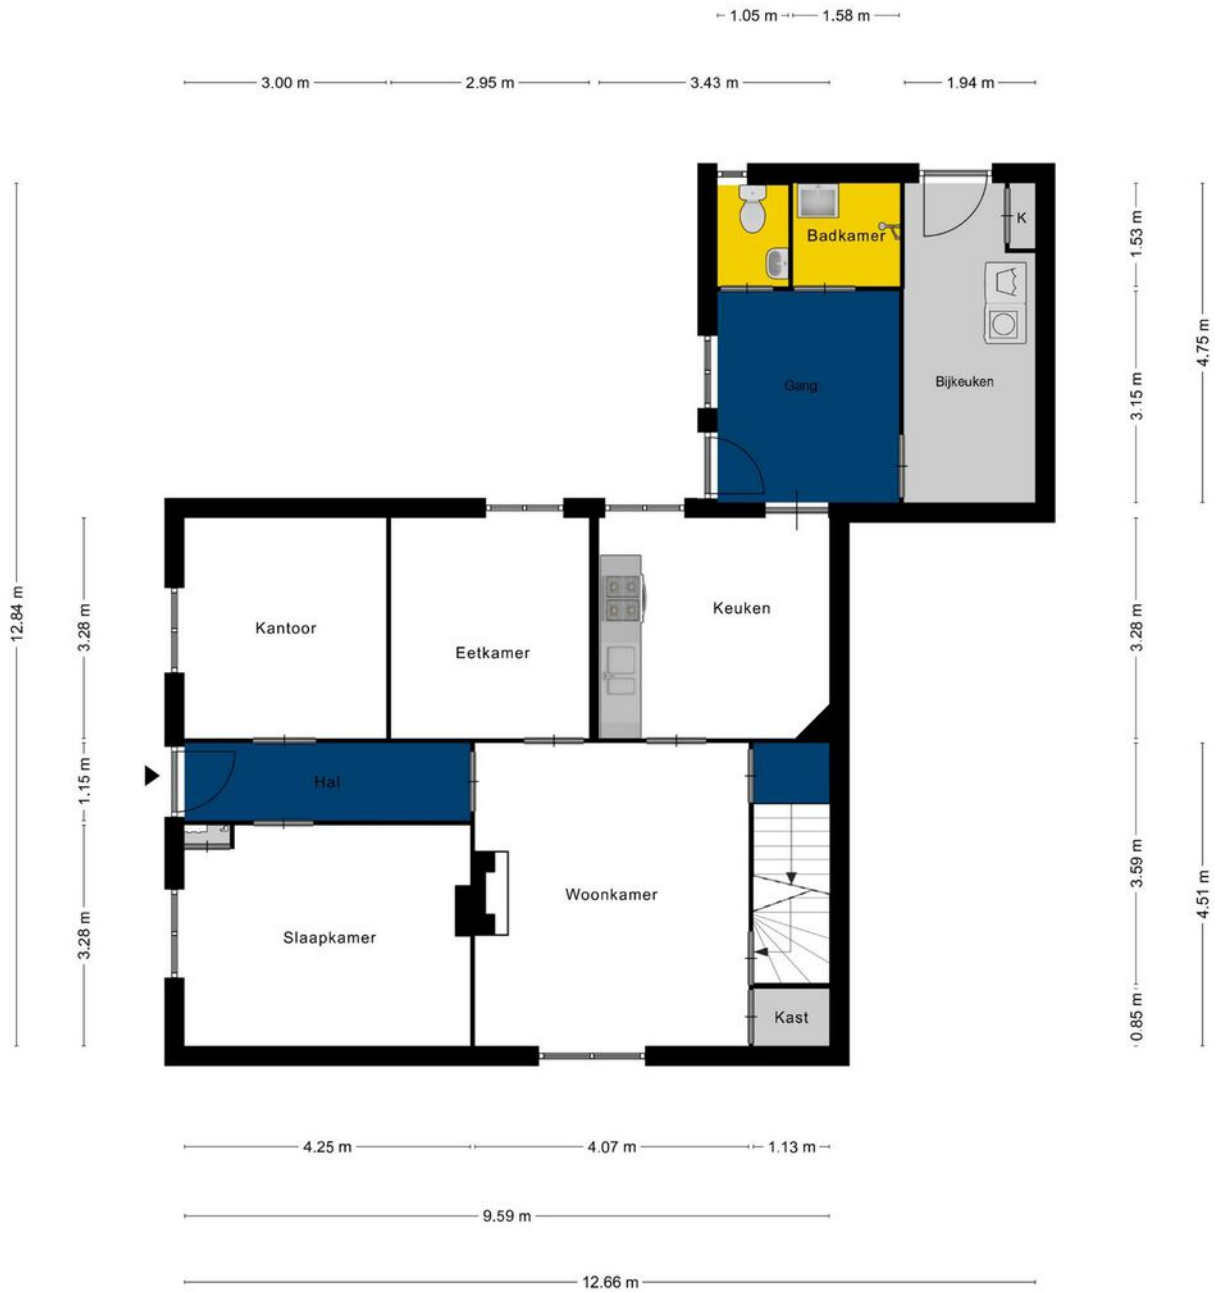 1.05 m 1.58 m
3.00 m 2.95 m 3.43 m 1.94 m
Badkamer K
1.53 m
4.75 m
Gang Bijkeuken
3.15 m
12.84 m
3.28 m
Kantoor Eetkamer Keuken
3.28 m
1.15 m
Hal
3.59 m
Woonkamer
4.51 m
3.28 m
Slaapkamer
Kast
0.85 m
4.25 m 4.07 m 1.13 m
9.59 m
12.66 m